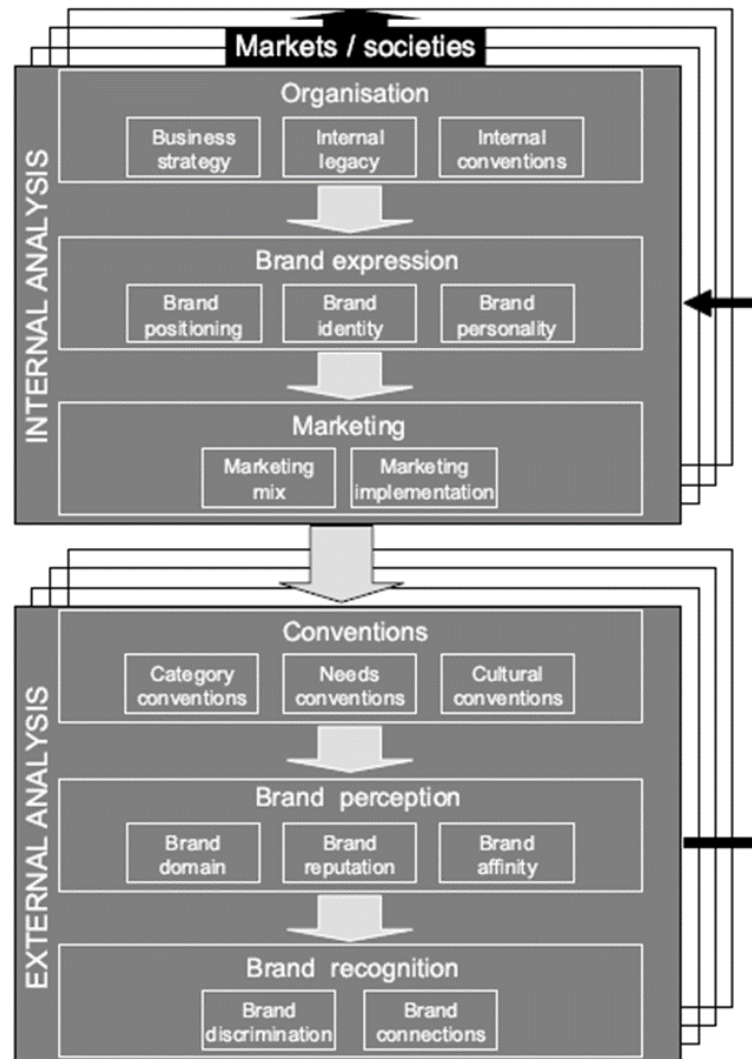 Markets / societies
INTERNAL ANALYSIS
Organisation
Business
strategy
Internal
legacy
Internal
conventions
Brand expression
Brand
positioning
Brand
identity
Brand
personality
Marketing
Marketing
mix
Marketing
implementation
EXTERNAL ANALYSIS
Conventions
Category
conventions
Needs
conventions
Cultural
conventions
Brand perception
Brand
domain
Brand
reputation
Brand
affinity
Brand recognition
Brand
discrimination
Brand
connections